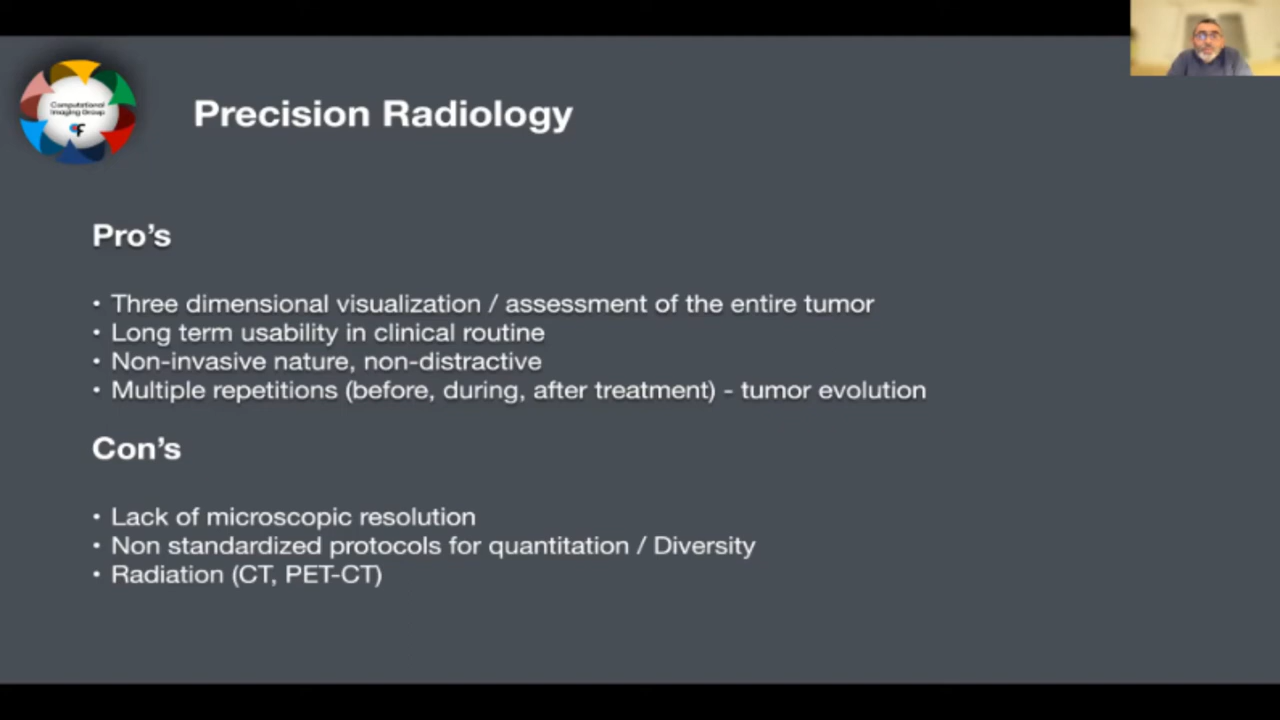 Computational
Imaging Group
Precision Radiology
Pro’s
• Three dimensional visualization / assessment of the entire tumor
• Long term usability in clinical routine
• Non-invasive nature, non-distractive
• Multiple repetitions (before, during, after treatment) - tumor evolution
Con’s
• Lack of microscopic resolution
• Non standardized protocols for quantitation / Diversity
• Radiation (CT, PET-CT)